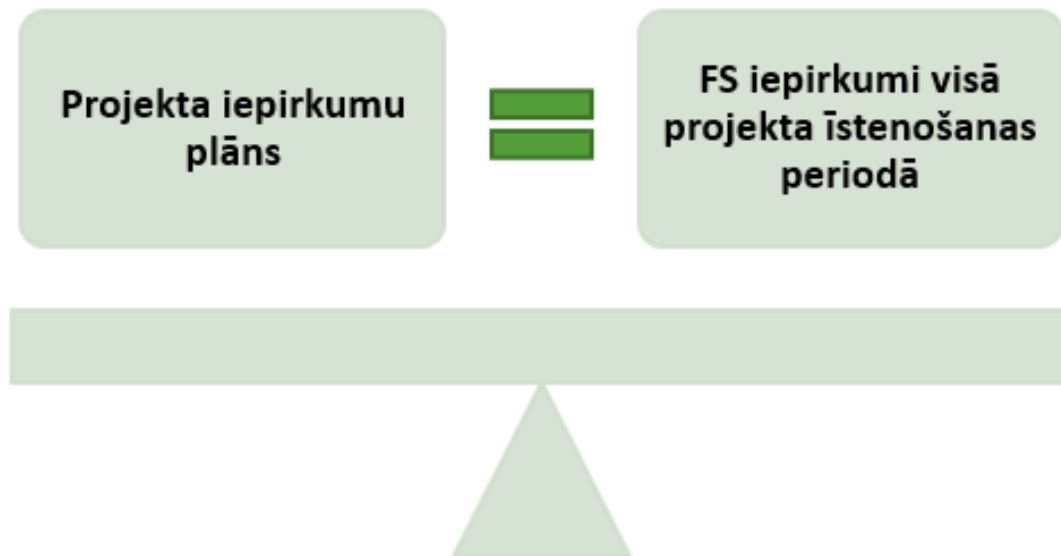 Projekta iepirkumu
plāns
FS iepirkumi visā
projekta īstenošanas
periodā